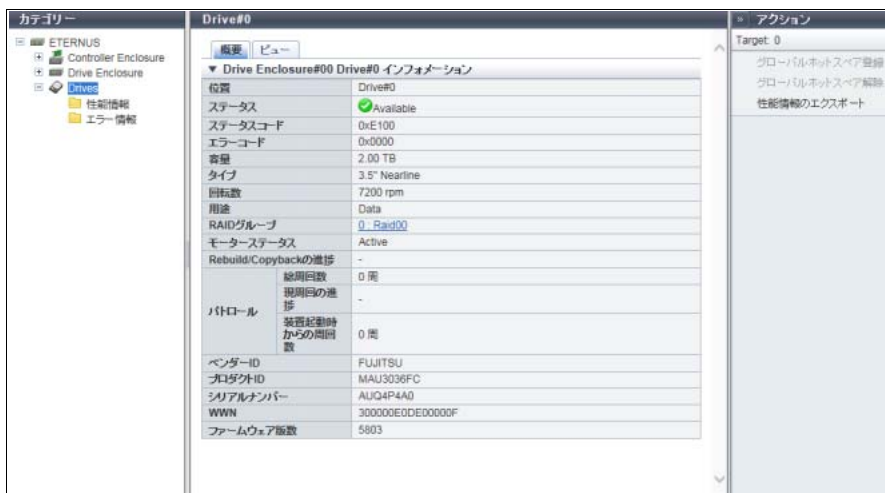 カテゴリー
ETERNUS
Controller Enclosure
Drive Enclosure
Drives
性能情報
エラー情報
Drive#0
概要 ビュー
▼ Drive Enclosure#00 Drive#0 インフォメーション
位置 Drive#0
ステータス Available
ステータスコード 0xE100
エラーコード 0x0000
容量 2.00 TB
タイプ 3.5" Nearline
回転数 7200 rpm
用途 Data
RAIDグループ 0 : Raid00
モーターステータス Active
Rebuild/Copybackの進捗 -
パトロール
総周回数 0 周
現周回の進捗 -
装置起動時からの周回数 0 周
ベンダーID FUJITSU
プロダクトID MAU3036FC
シリアルナンバー AUQ4P4A0
WWN 300000E0DE00000F
ファームウェア版数 5803
» アクション
Target: 0
グローバルホットスペア登録
グローバルホットスペア解除
性能情報のエクスポート